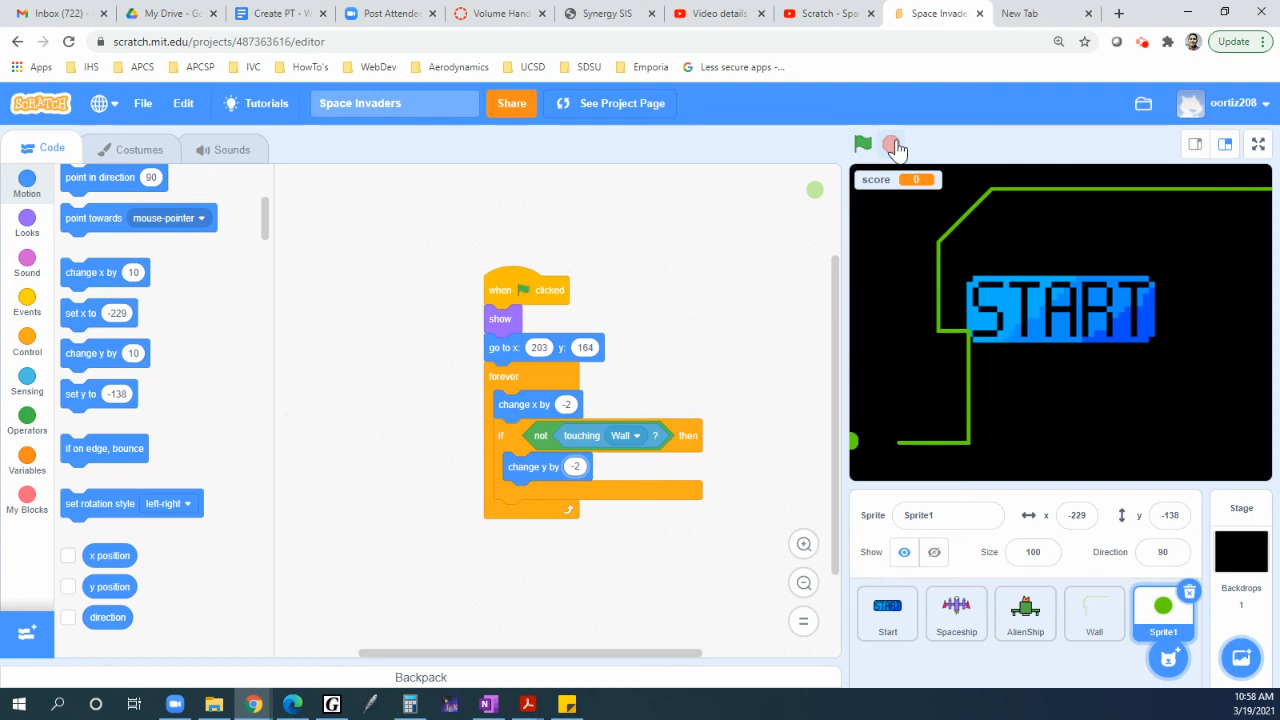 Inbox (722) - M
My Drive - Goo
Create PT - W
Post Attender
Volume Hand
Synergy SIS
Video details
Scratch - Spa
Space Invade
New Tab
scratch.mit.edu/projects/487363616/editor
Update
Apps
IHS
APCS
APCSP
IVC
HowTo's
WebDev
Aerodynamics
UCSD
SDSU
Emporia
Less secure apps -...
SCRATCH
File
Edit
Tutorials
Space Invaders
Share
See Project Page
oortiz208
Code
Costumes
Sounds
Motion
Looks
Sound
Events
Control
Sensing
Operators
Variables
My Blocks
point in direction 90
point towards mouse-pointer
change x by 10
set x to -229
change y by 10
set y to -138
if on edge, bounce
set rotation style left-right
x position
y position
direction
when clicked
show
go to x: 203 y: 164
forever
change x by -2
if not touching Wall ? then
change y by -2
score 0
START
Sprite Sprite1 x -229 y -138
Show Size 100 Direction 90
Start
Spaceship
AlienShip
Wall
Sprite1
Stage
Backdrops
1
Backpack
10:58 AM
3/19/2021